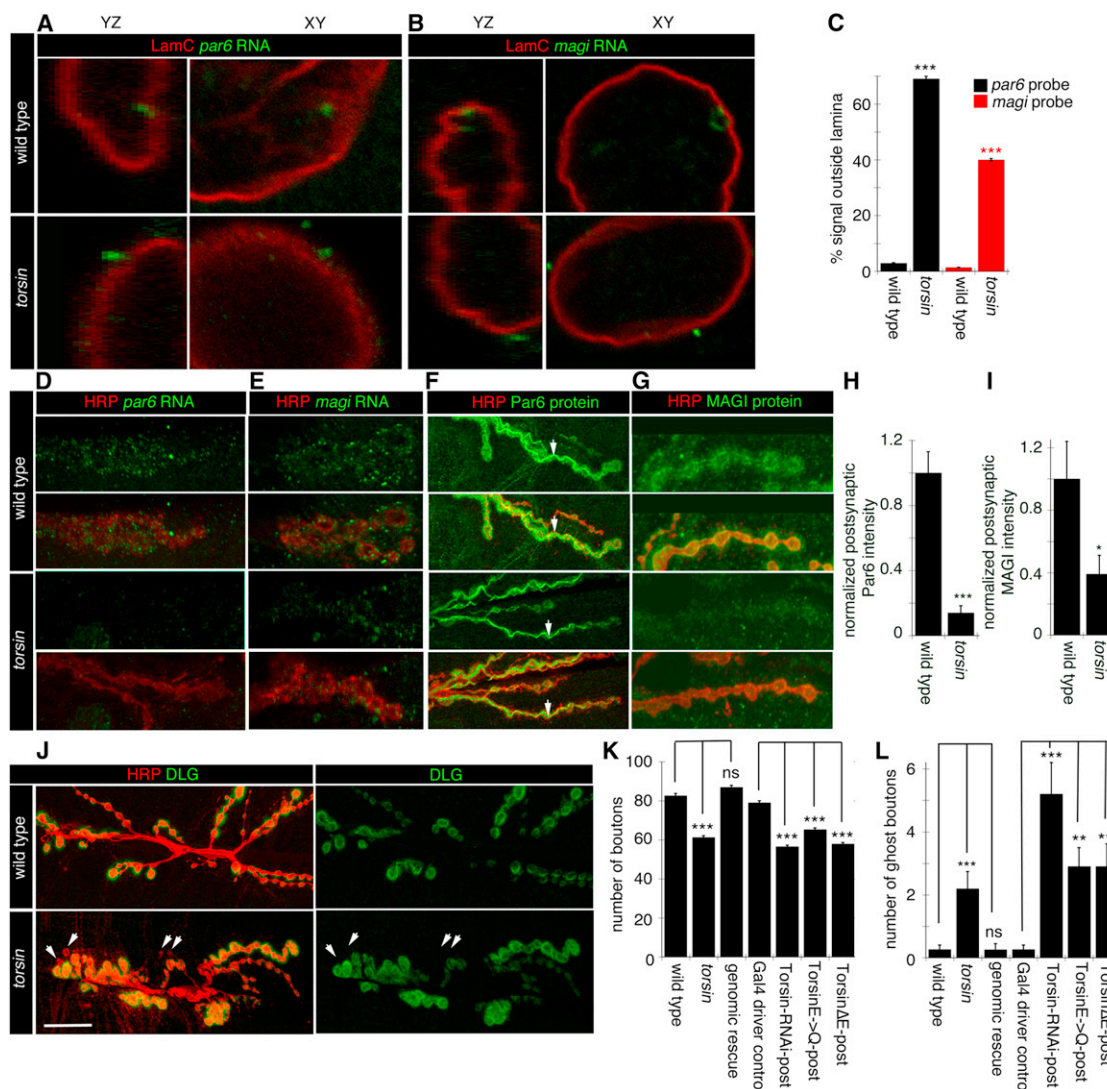 A
YZ
XY
B
YZ
XY
LamC par6 RNA
LamC magi RNA
wild type
torsin
C
% signal outside lamina
60
40
20
0
***
***
par6 probe
magi probe
wild type
torsin
wild type
torsin
D
E
F
G
HRP par6 RNA
HRP magi RNA
HRP Par6 protein
HRP MAGI protein
wild type
torsin
H
normalized postsynaptic
Par6 intensity
1.2
0.8
0.4
0
***
wild type
torsin
I
normalized postsynaptic
MAGI intensity
1.2
0.8
0.4
0
*
wild type
torsin
J
HRP DLG
DLG
wild type
torsin
K
number of boutons
100
80
60
40
20
0
***
ns
***
***
***
wild type
torsin
genomic rescue
Gal4 driver control
Torsin-RNAi-post
TorsinE->Q-post
TorsinΔE-post
L
number of ghost boutons
6
4
2
0
***
ns
***
**
wild type
torsin
genomic rescue
Gal4 driver control
Torsin-RNAi-post
TorsinE->Q-post
TorsinΔE-post